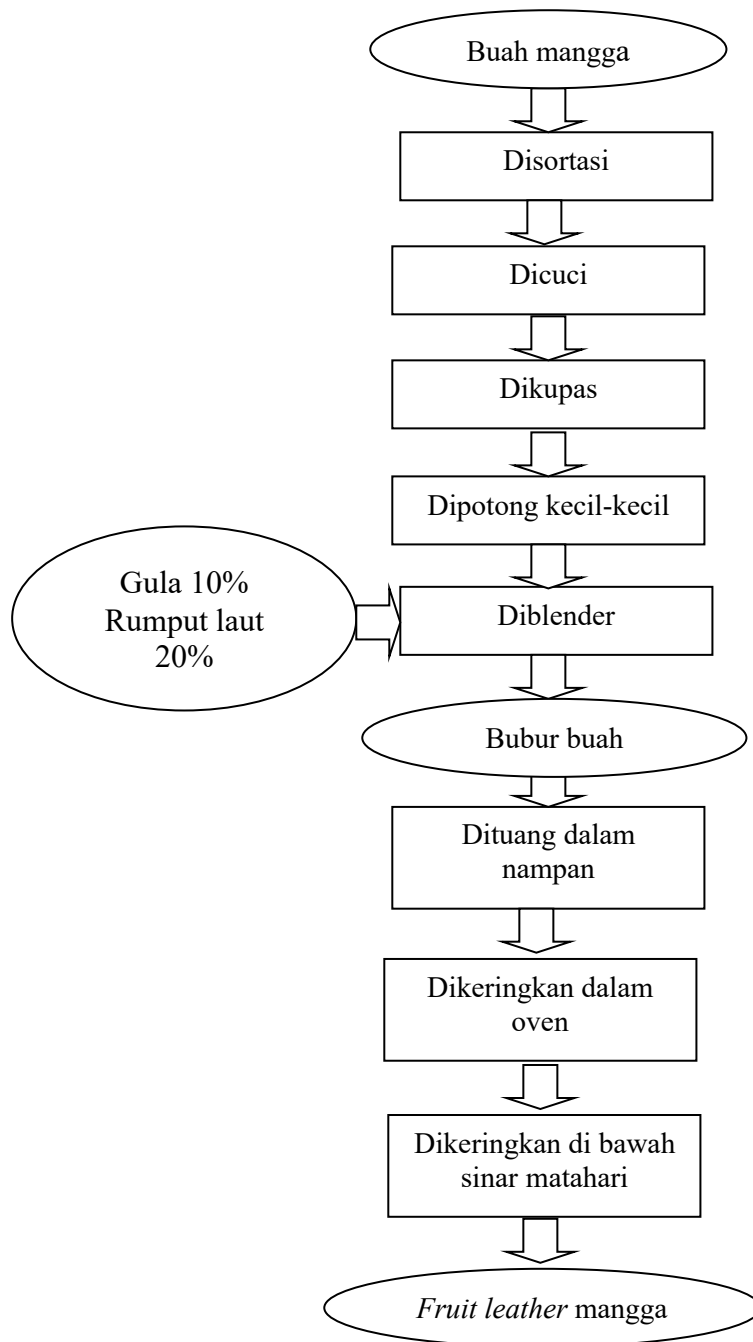 Buah mangga
Disortasi
Dicuci
Dikupas
Dipotong kecil-kecil
Gula 10%
Rumput laut
20%
Diblender
Bubur buah
Dituang dalam
nampan
Dikeringkan dalam
oven
Dikeringkan di bawah
sinar matahari
Fruit leather mangga